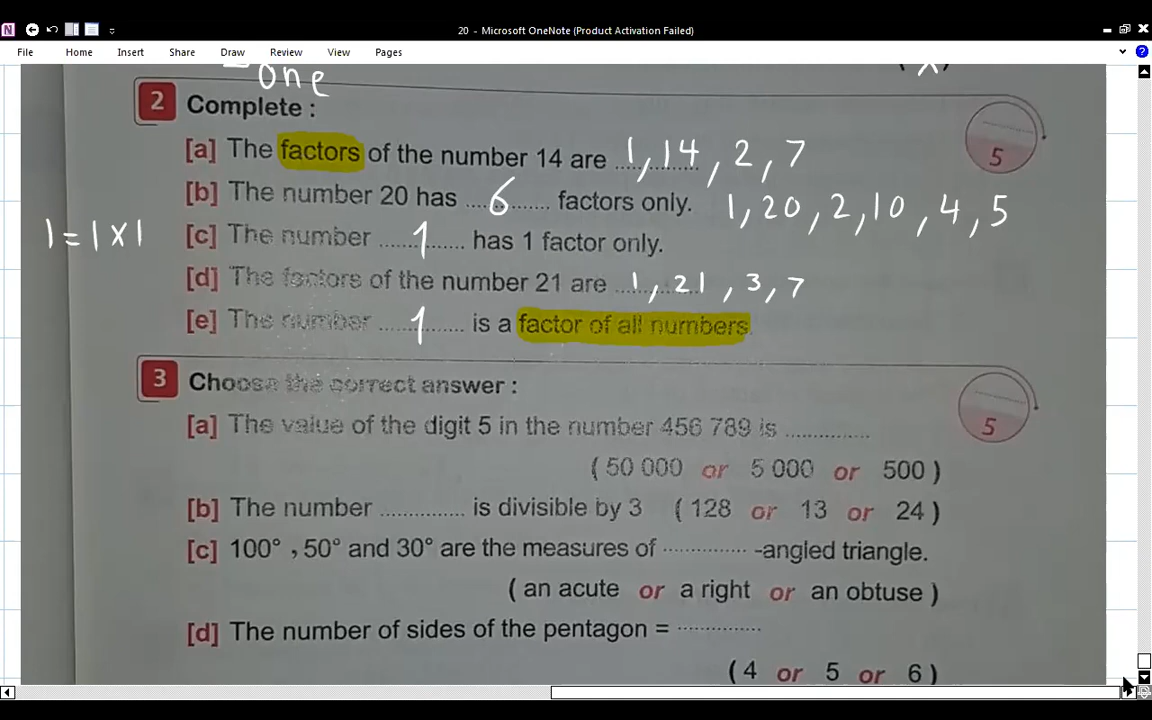 20 - Microsoft OneNote (Product Activation Failed)
File Home Insert Share Draw Review View Pages
one
(x)
2 Complete :
[a] The factors of the number 14 are ............ 1, 14, 2, 7
5
[b] The number 20 has .... 6 ....... factors only. 1, 20, 2, 10, 4, 5
1 = 1 x 1
[c] The number ...... 1 ...... has 1 factor only.
[d] The factors of the number 21 are ............ 1, 21, 3, 7
[e] The number ...... 1 ...... is a factor of all numbers.
3 Choose the correct answer :
5
[a] The value of the digit 5 in the number 456 789 is ..............
( 50 000 or 5 000 or 500 )
[b] The number .............. is divisible by 3 ( 128 or 13 or 24 )
[c] 100° , 50° and 30° are the measures of .............. -angled triangle.
( an acute or a right or an obtuse )
[d] The number of sides of the pentagon = ..............
( 4 or 5 or 6 )